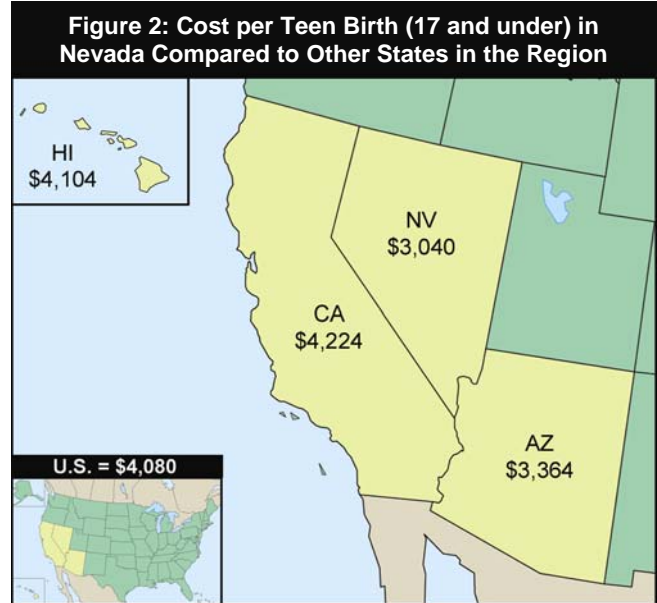 Figure 2: Cost per Teen Birth (17 and under) in
Nevada Compared to Other States in the Region
HI
$4,104
NV
$3,040
CA
$4,224
AZ
$3,364
U.S. = $4,080